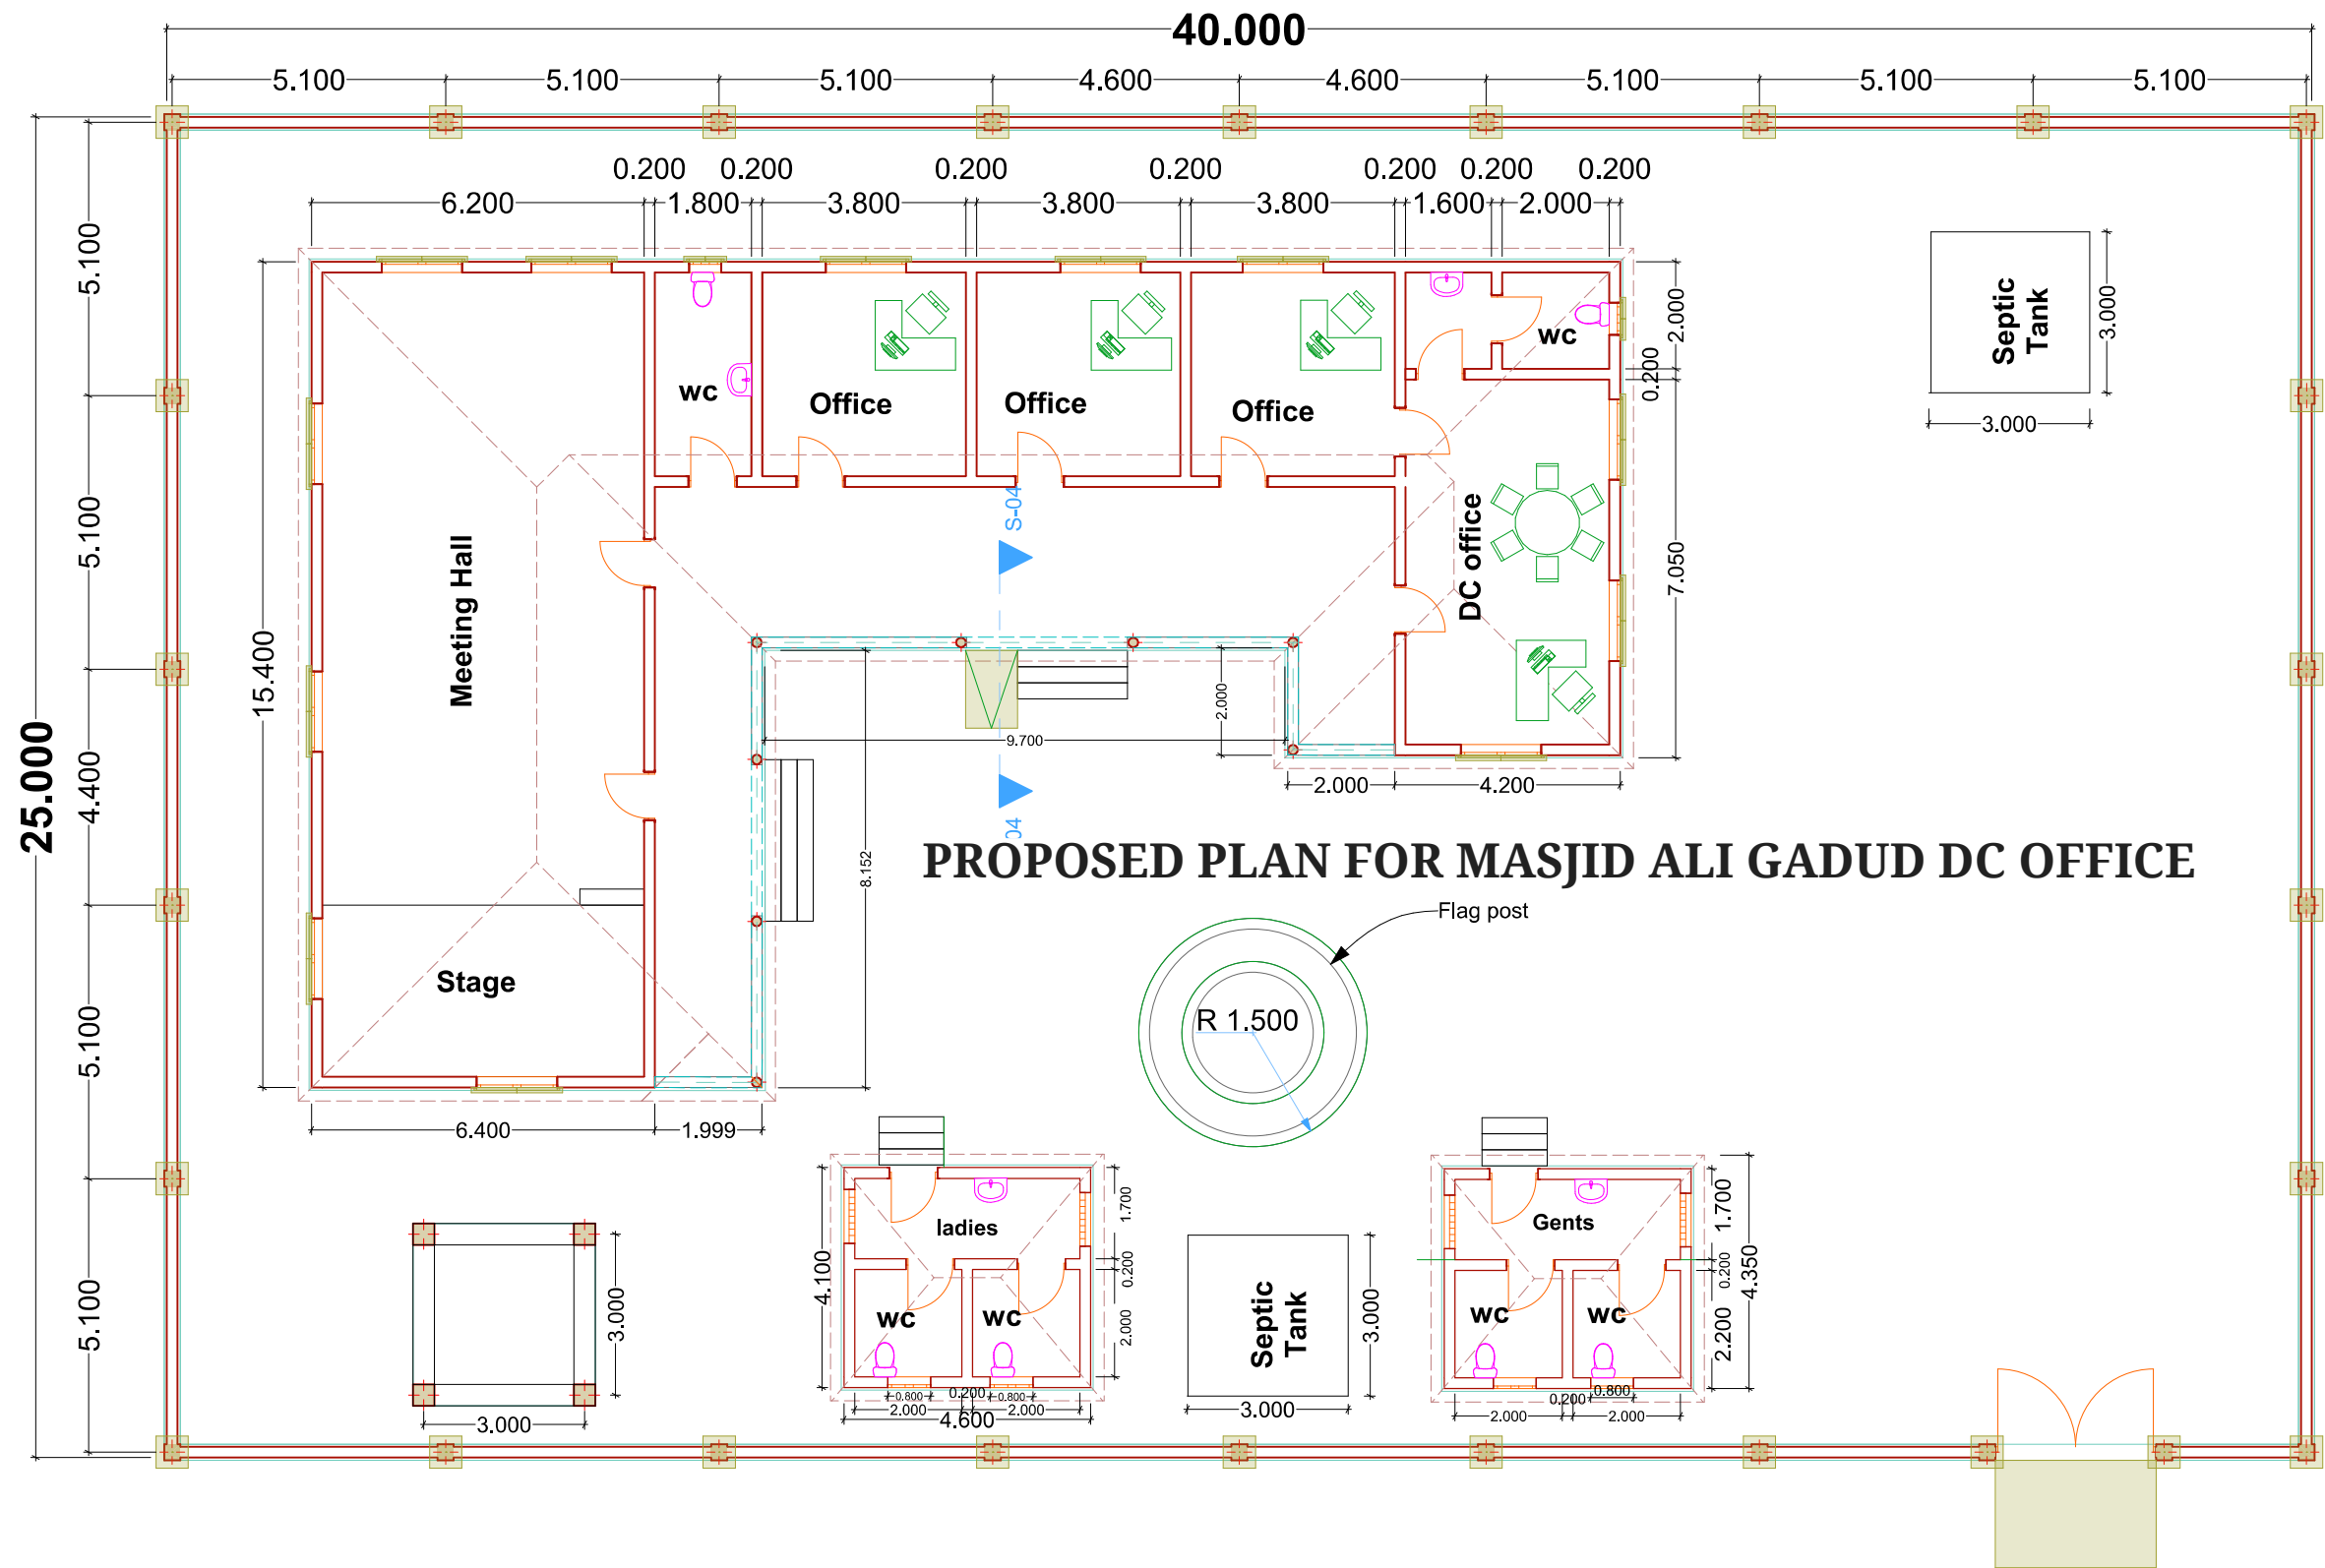 40.000
5.100 5.100 5.100 4.600 4.600 5.100 5.100 5.100
0.200 0.200 0.200 0.200 0.200 0.200 0.200
6.200 1.800 3.800 3.800 3.800 1.600 2.000
25.000
5.100
5.100
4.400
5.100
5.100
15.400
Meeting Hall
Stage
wc
Office
Office
Office
wc
DC office
2.000
0.200
7.050
Septic
Tank
3.000
3.000
S-04
2.000
9.700
2.000 4.200
8.152
04
PROPOSED PLAN FOR MASJID ALI GADUD DC OFFICE
Flag post
R 1.500
6.400 1.999
3.000
3.000
ladies
wc wc
4.100
1.700
0.200
2.000
0.800 0.200 0.800
2.000 2.000
4.600
Septic
Tank
3.000
3.000
Gents
wc wc
1.700
0.200
2.200
4.350
0.800
0.200
2.000 2.000